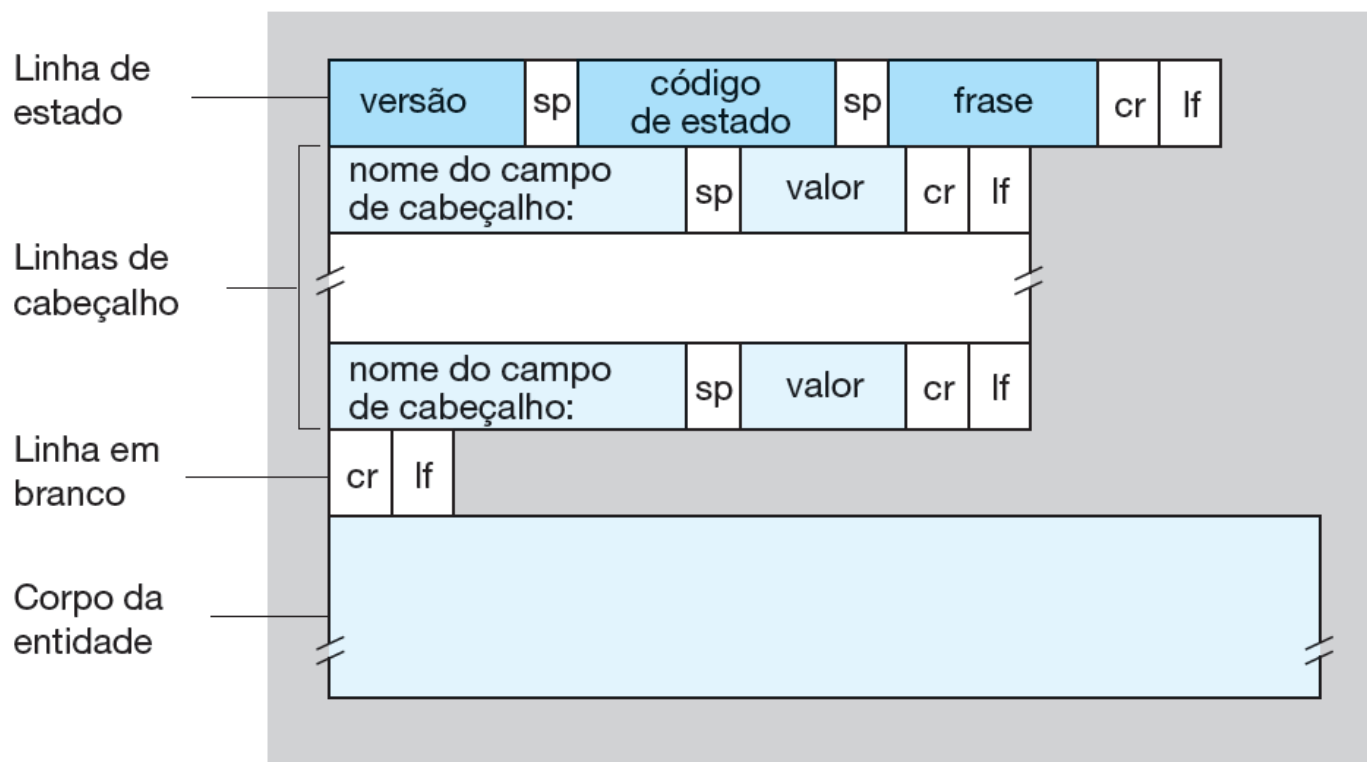 Linha de
estado
versão sp código
de estado sp frase cr lf
nome do campo
de cabeçalho: sp valor cr lf
Linhas de
cabeçalho
nome do campo
de cabeçalho: sp valor cr lf
Linha em
branco
cr lf
Corpo da
entidade